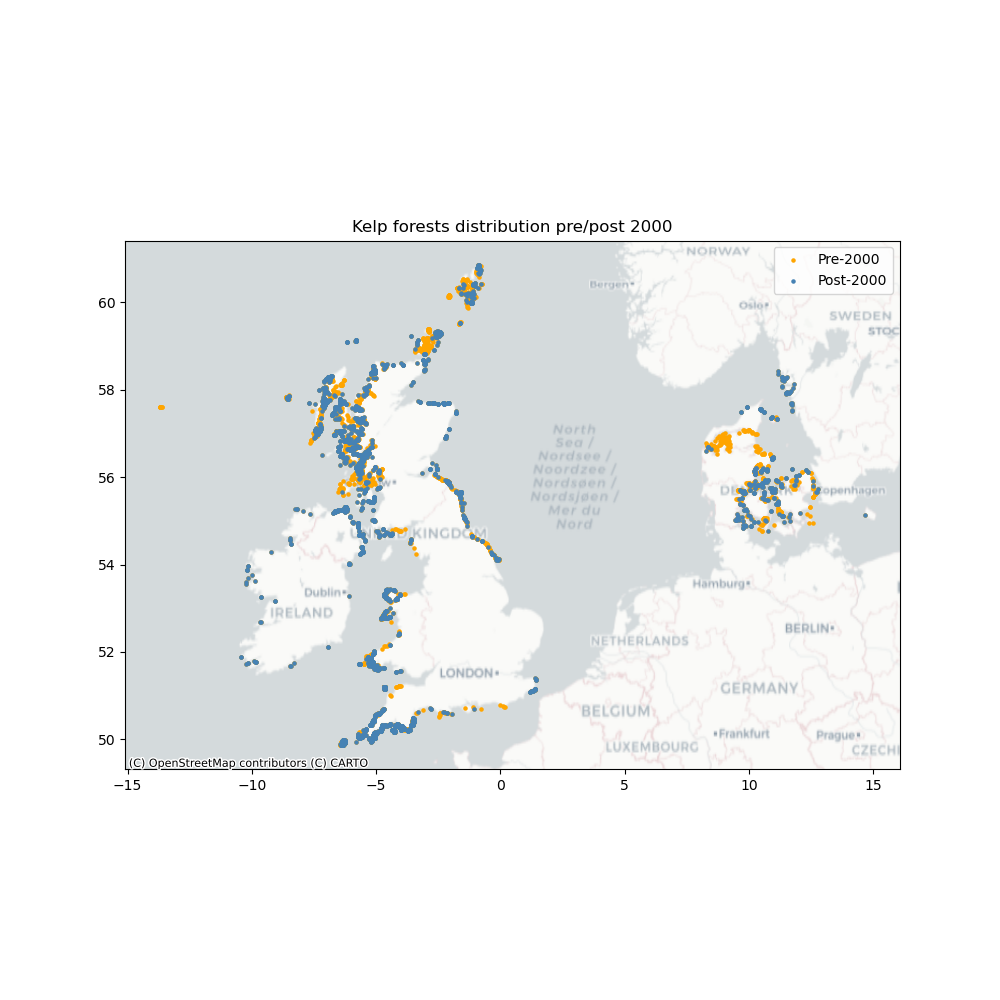 Kelp forests distribution pre/post 2000
Pre-2000
Post-2000
NORWAY
Bergen
Oslo
SWEDEN
STOC
North
Sea /
Nordsee /
Noordzee /
Nordsøen /
Nordsjøen /
Mer du
Nord
openhagen
UNITED KINGDOM
Dublin
IRELAND
Hamburg
BERLIN
NETHERLANDS
LONDON
GERMANY
BELGIUM
Frankfurt
Prague
LUXEMBOURG
CZECH
(C) OpenStreetMap contributors (C) CARTO
60
58
56
54
52
50
−15
−10
−5
0
5
10
15